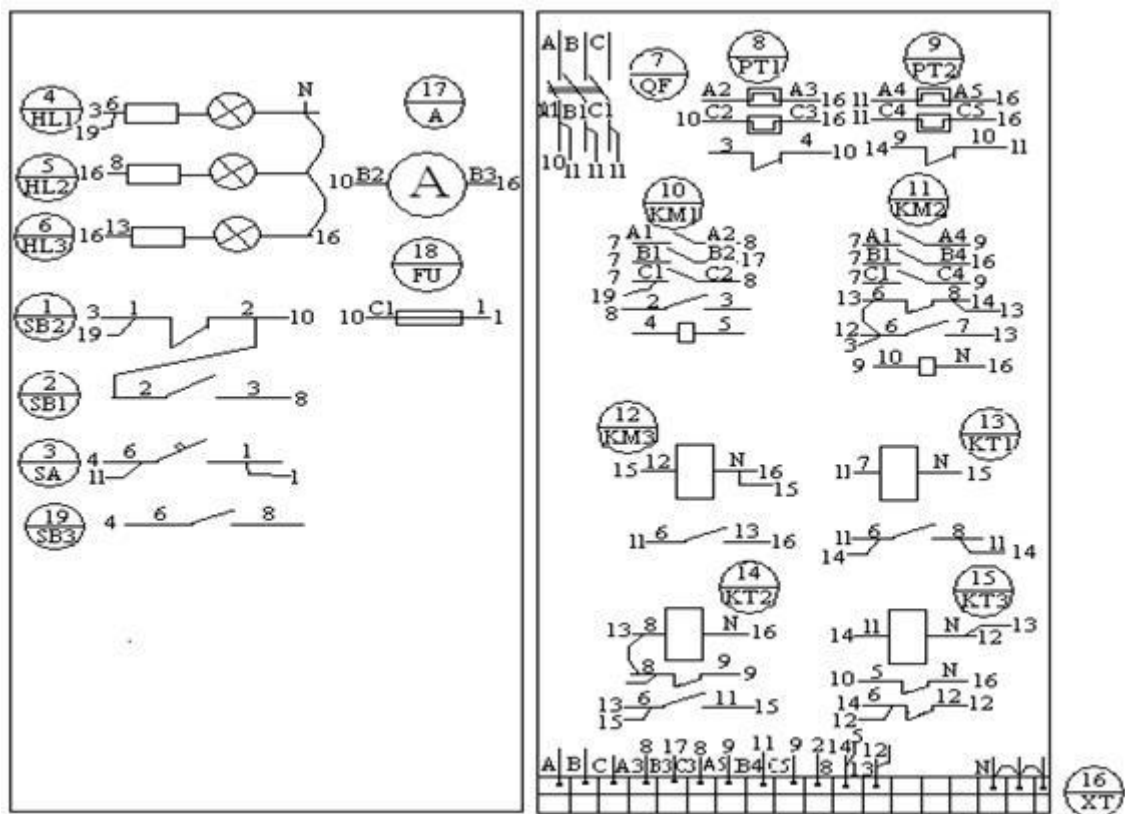 4
HL1
3 6
19
N
17
A
5
HL2
16 8
10 B2 A B3 16
6
HL3
16 13
16
18
FU
1
SB2
3 1 2 10
19
10 C1 1 1
2
SB1
2 3 8
3
SA
4 6 1
11 1
19
SB3
4 6 8
A B C
7
QF
8
PT1
9
PT2
A2 A3 16
11 A4 A5 16
B1 C1
10 C2 C3 16
11 C4 C5 16
3 4 10
14 9 10 11
10 11 11 11
10
KM1
11
KM2
7 A1 A2 8
7 A1 A4 9
7 B1 B2 17
7 B1 B4 16
7 C1 C2 8
7 C1 C4 9
19
8 2 3
13 6 8 14 13
4 5
12 6 7 13
3
9 10 N 16
12
KM3
13
KT1
15 12 N 16
15
11 7 N 15
11 6 13 16
11 6 8 11
14 14
14
KT2
15
KT3
13 8 N 16
14 11 N 12 13
8 9 9
10 5 N 16
13 6 11 15
15
14 6 12 12
12
8 17 8 9 11 9 2 14 5 12
A B C A3 B3 C3 A5 B4 C5 8 13 N
16
XT